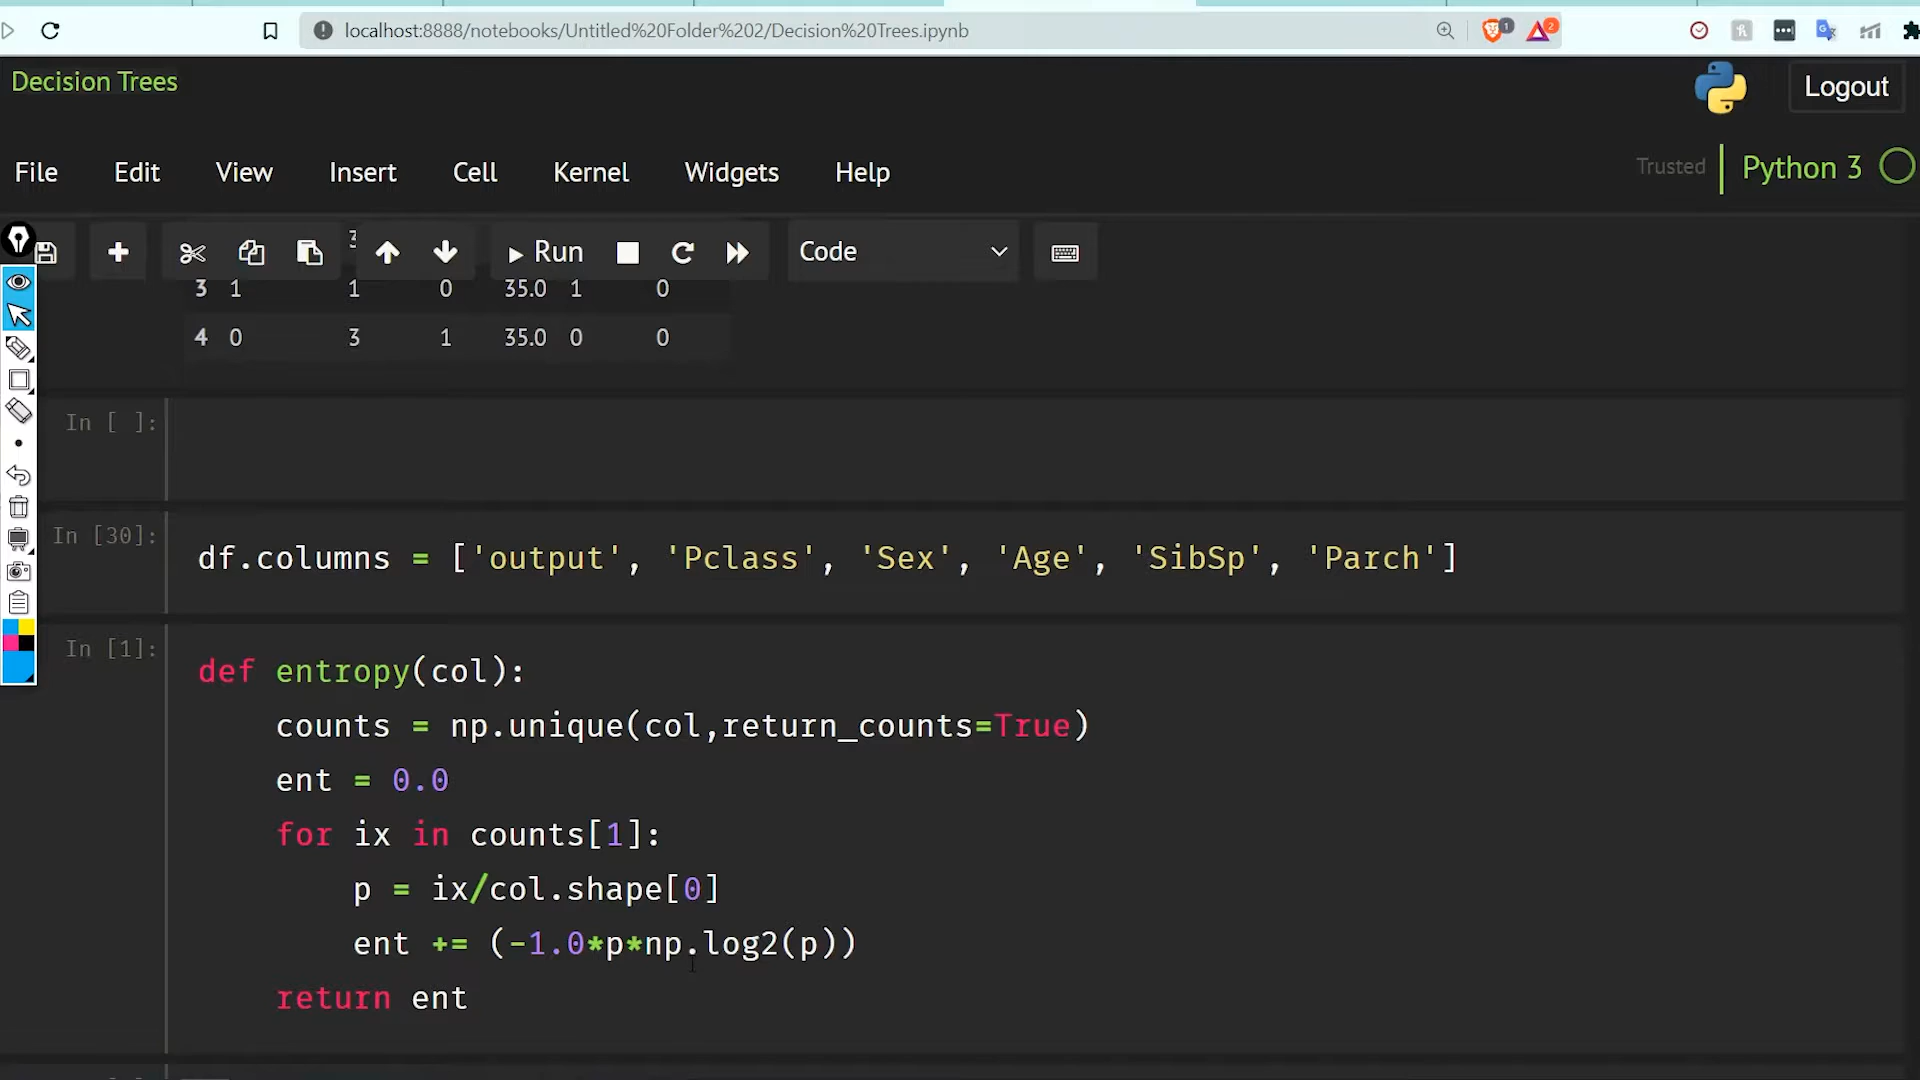 localhost:8888/notebooks/Untitled%20Folder%202/Decision%20Trees.ipynb
1
2
Decision Trees
Logout
File Edit View Insert Cell Kernel Widgets Help
Trusted
Python 3
Run
Code
3 1 1 0 35.0 1 0
4 0 3 1 35.0 0 0
In [ ]:
In [30]:
df.columns = ['output', 'Pclass', 'Sex', 'Age', 'SibSp', 'Parch']
In [1]:
def entropy(col):
counts = np.unique(col,return_counts=True)
ent = 0.0
for ix in counts[1]:
p = ix/col.shape[0]
ent += (-1.0*p*np.log2(p))
return ent